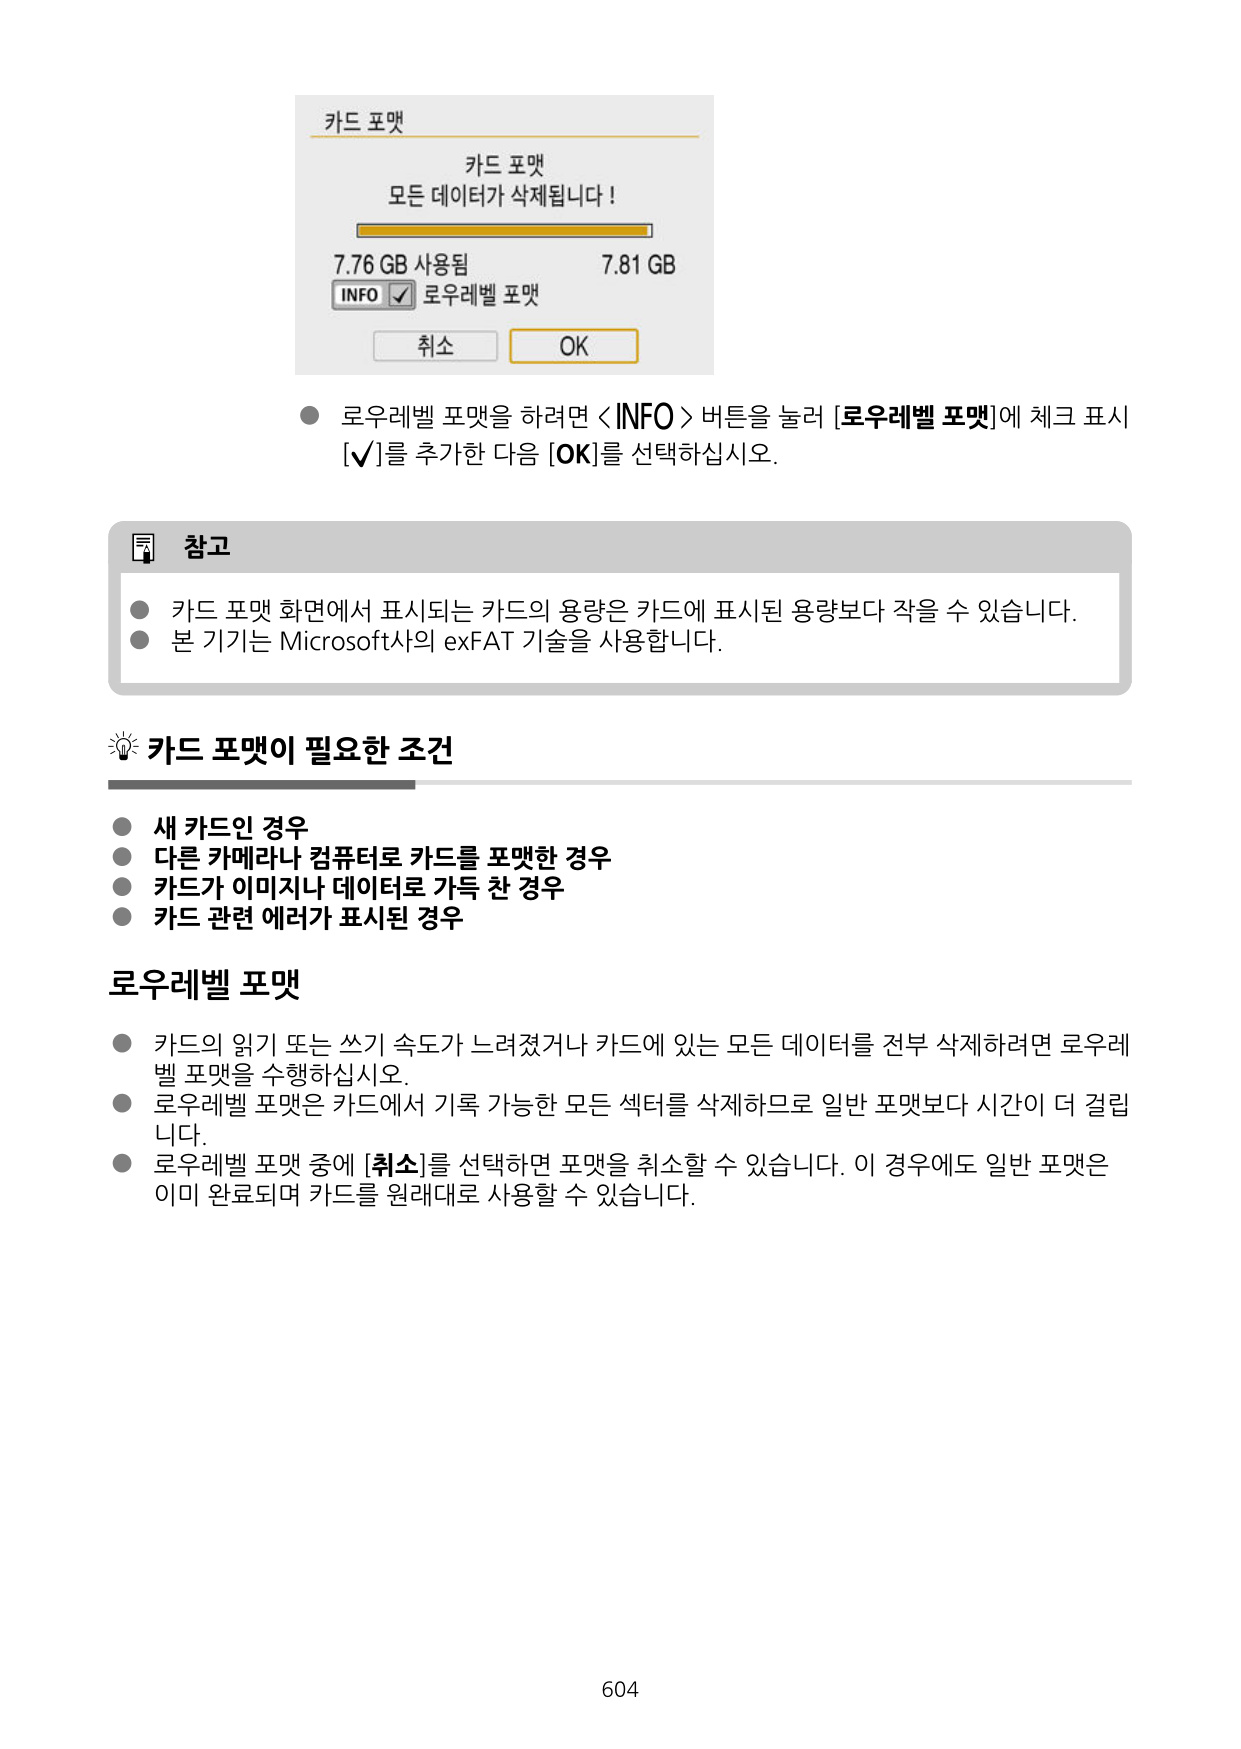 카드 포맷
카드 포맷
모든 데이터가 삭제됩니다 !
7.76 GB 사용됨 7.81 GB
INFO ✓ 로우레벨 포맷
취소 OK
● 로우레벨 포맷을 하려면 <INFO> 버튼을 눌러 [로우레벨 포맷]에 체크 표시
[✓]를 추가한 다음 [OK]를 선택하십시오.
참고
● 카드 포맷 화면에서 표시되는 카드의 용량은 카드에 표시된 용량보다 작을 수 있습니다.
● 본 기기는 Microsoft사의 exFAT 기술을 사용합니다.
카드 포맷이 필요한 조건
● 새 카드인 경우
● 다른 카메라나 컴퓨터로 카드를 포맷한 경우
● 카드가 이미지나 데이터로 가득 찬 경우
● 카드 관련 에러가 표시된 경우
로우레벨 포맷
● 카드의 읽기 또는 쓰기 속도가 느려졌거나 카드에 있는 모든 데이터를 전부 삭제하려면 로우레
벨 포맷을 수행하십시오.
● 로우레벨 포맷은 카드에서 기록 가능한 모든 섹터를 삭제하므로 일반 포맷보다 시간이 더 걸립
니다.
● 로우레벨 포맷 중에 [취소]를 선택하면 포맷을 취소할 수 있습니다. 이 경우에도 일반 포맷은
이미 완료되며 카드를 원래대로 사용할 수 있습니다.
604